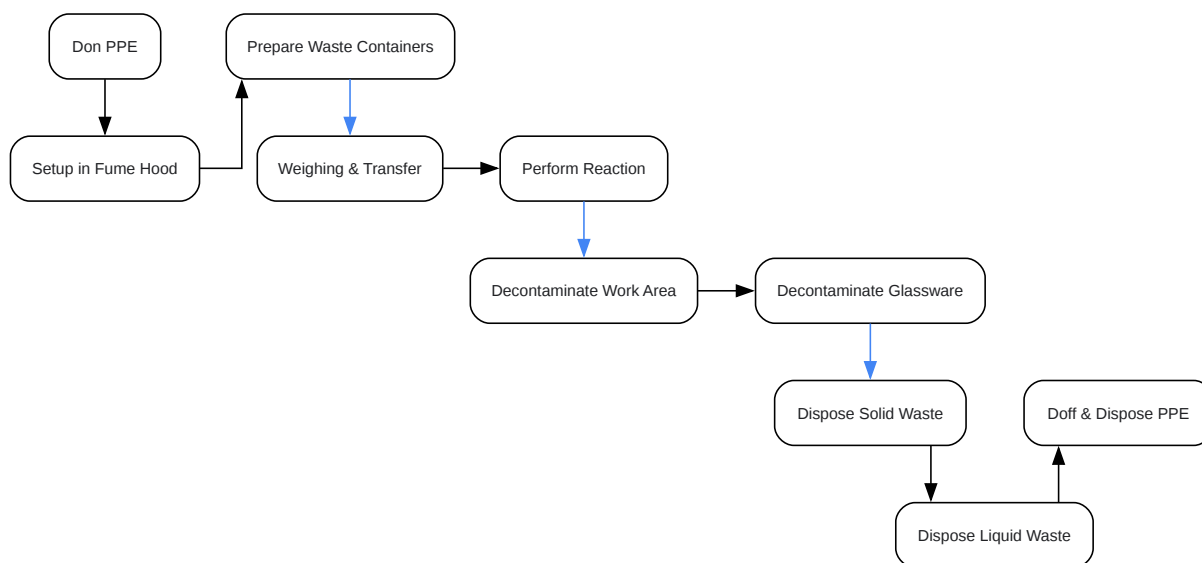 Don PPE
Prepare Waste Containers
Setup in Fume Hood
Weighing & Transfer
Perform Reaction
Decontaminate Work Area
Decontaminate Glassware
Dispose Solid Waste
Doff & Dispose PPE
Dispose Liquid Waste